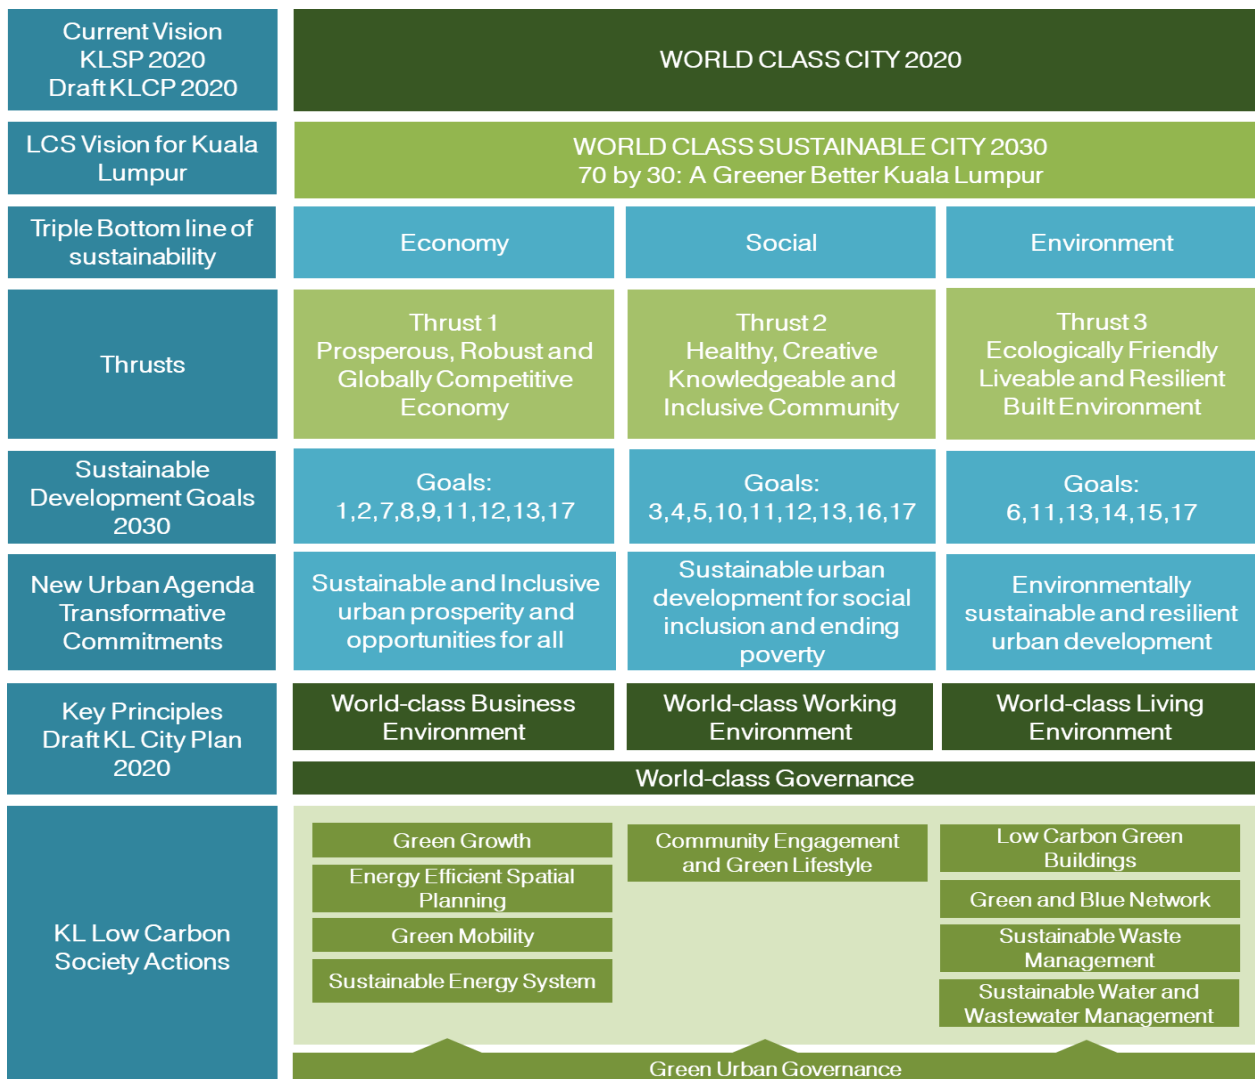 Current Vision
KLSP 2020
Draft KLCP 2020
WORLD CLASS CITY 2020
LCS Vision for Kuala
Lumpur
WORLD CLASS SUSTAINABLE CITY 2030
70 by 30: A Greener Better Kuala Lumpur
Triple Bottom line of
sustainability
Economy
Social
Environment
Thrusts
Thrust 1
Prosperous, Robust and
Globally Competitive
Economy
Thrust 2
Healthy, Creative
Knowledgeable and
Inclusive Community
Thrust 3
Ecologically Friendly
Liveable and Resilient
Built Environment
Sustainable
Development Goals
2030
Goals:
1,2,7,8,9,11,12,13,17
Goals:
3,4,5,10,11,12,13,16,17
Goals:
6,11,13,14,15,17
New Urban Agenda
Transformative
Commitments
Sustainable and Inclusive
urban prosperity and
opportunities for all
Sustainable urban
development for social
inclusion and ending
poverty
Environmentally
sustainable and resilient
urban development
Key Principles
Draft KL City Plan
2020
World-class Business
Environment
World-class Working
Environment
World-class Living
Environment
World-class Governance
KL Low Carbon
Society Actions
Green Growth
Energy Efficient Spatial
Planning
Green Mobility
Sustainable Energy System
Community Engagement
and Green Lifestyle
Low Carbon Green
Buildings
Green and Blue Network
Sustainable Waste
Management
Sustainable Water and
Wastewater Management
Green Urban Governance